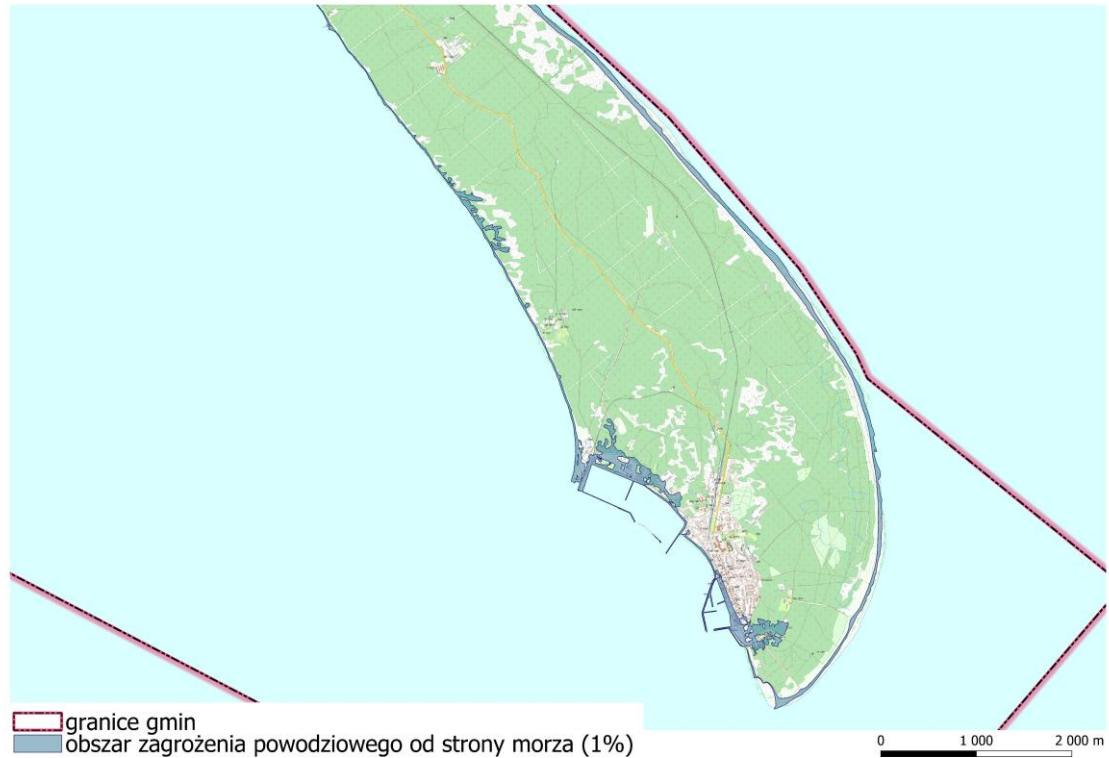 granice gmin
obszar zagrożenia powodziowego od strony morza (1%)
0 1 000 2 000 m